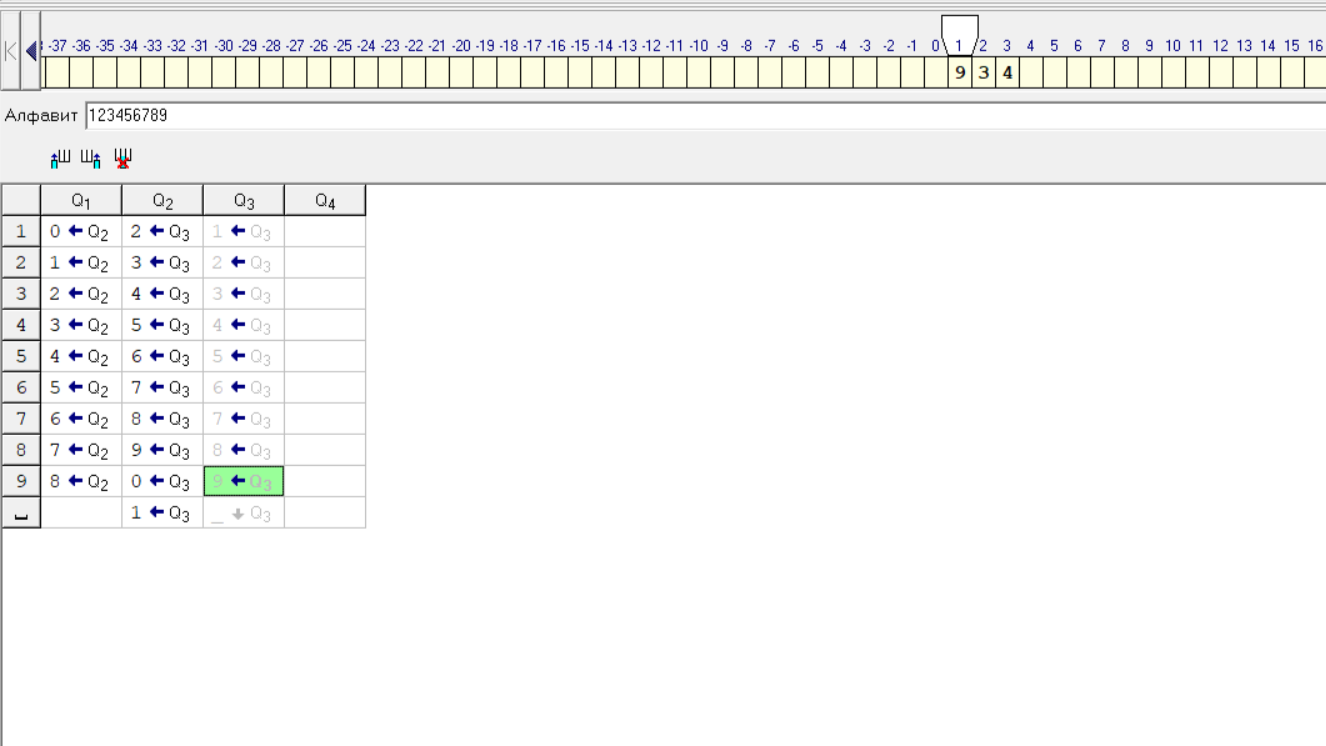 -37 -36 -35 -34 -33 -32 -31 -30 -29 -28 -27 -26 -25 -24 -23 -22 -21 -20 -19 -18 -17 -16 -15 -14 -13 -12 -11 -10 -9 -8 -7 -6 -5 -4 -3 -2 -1 0 1 2 3 4 5 6 7 8 9 10 11 12 13 14 15 16
9 3 4
Алфавит 123456789
Q1 Q2 Q3 Q4
1 0 ← Q2 2 ← Q3 1 ← Q3
2 1 ← Q2 3 ← Q3 2 ← Q3
3 2 ← Q2 4 ← Q3 3 ← Q3
4 3 ← Q2 5 ← Q3 4 ← Q3
5 4 ← Q2 6 ← Q3 5 ← Q3
6 5 ← Q2 7 ← Q3 6 ← Q3
7 6 ← Q2 8 ← Q3 7 ← Q3
8 7 ← Q2 9 ← Q3 8 ← Q3
9 8 ← Q2 0 ← Q3 9 ← Q3
␣ 1 ← Q3 _ ↓ Q3